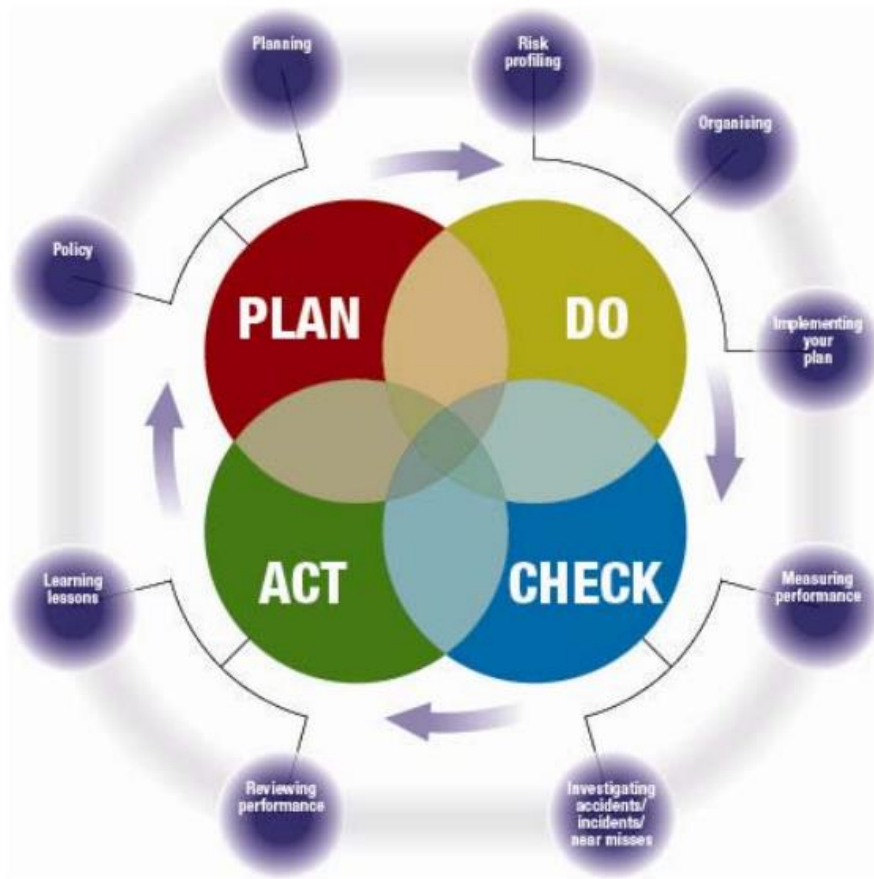 Planning
Risk
profiling
Organising
Policy
PLAN
DO
Implementing
your
plan
ACT
CHECK
Learning
lessons
Measuring
performance
Reviewing
performance
Investigating
accidents/
incidents/
near misses